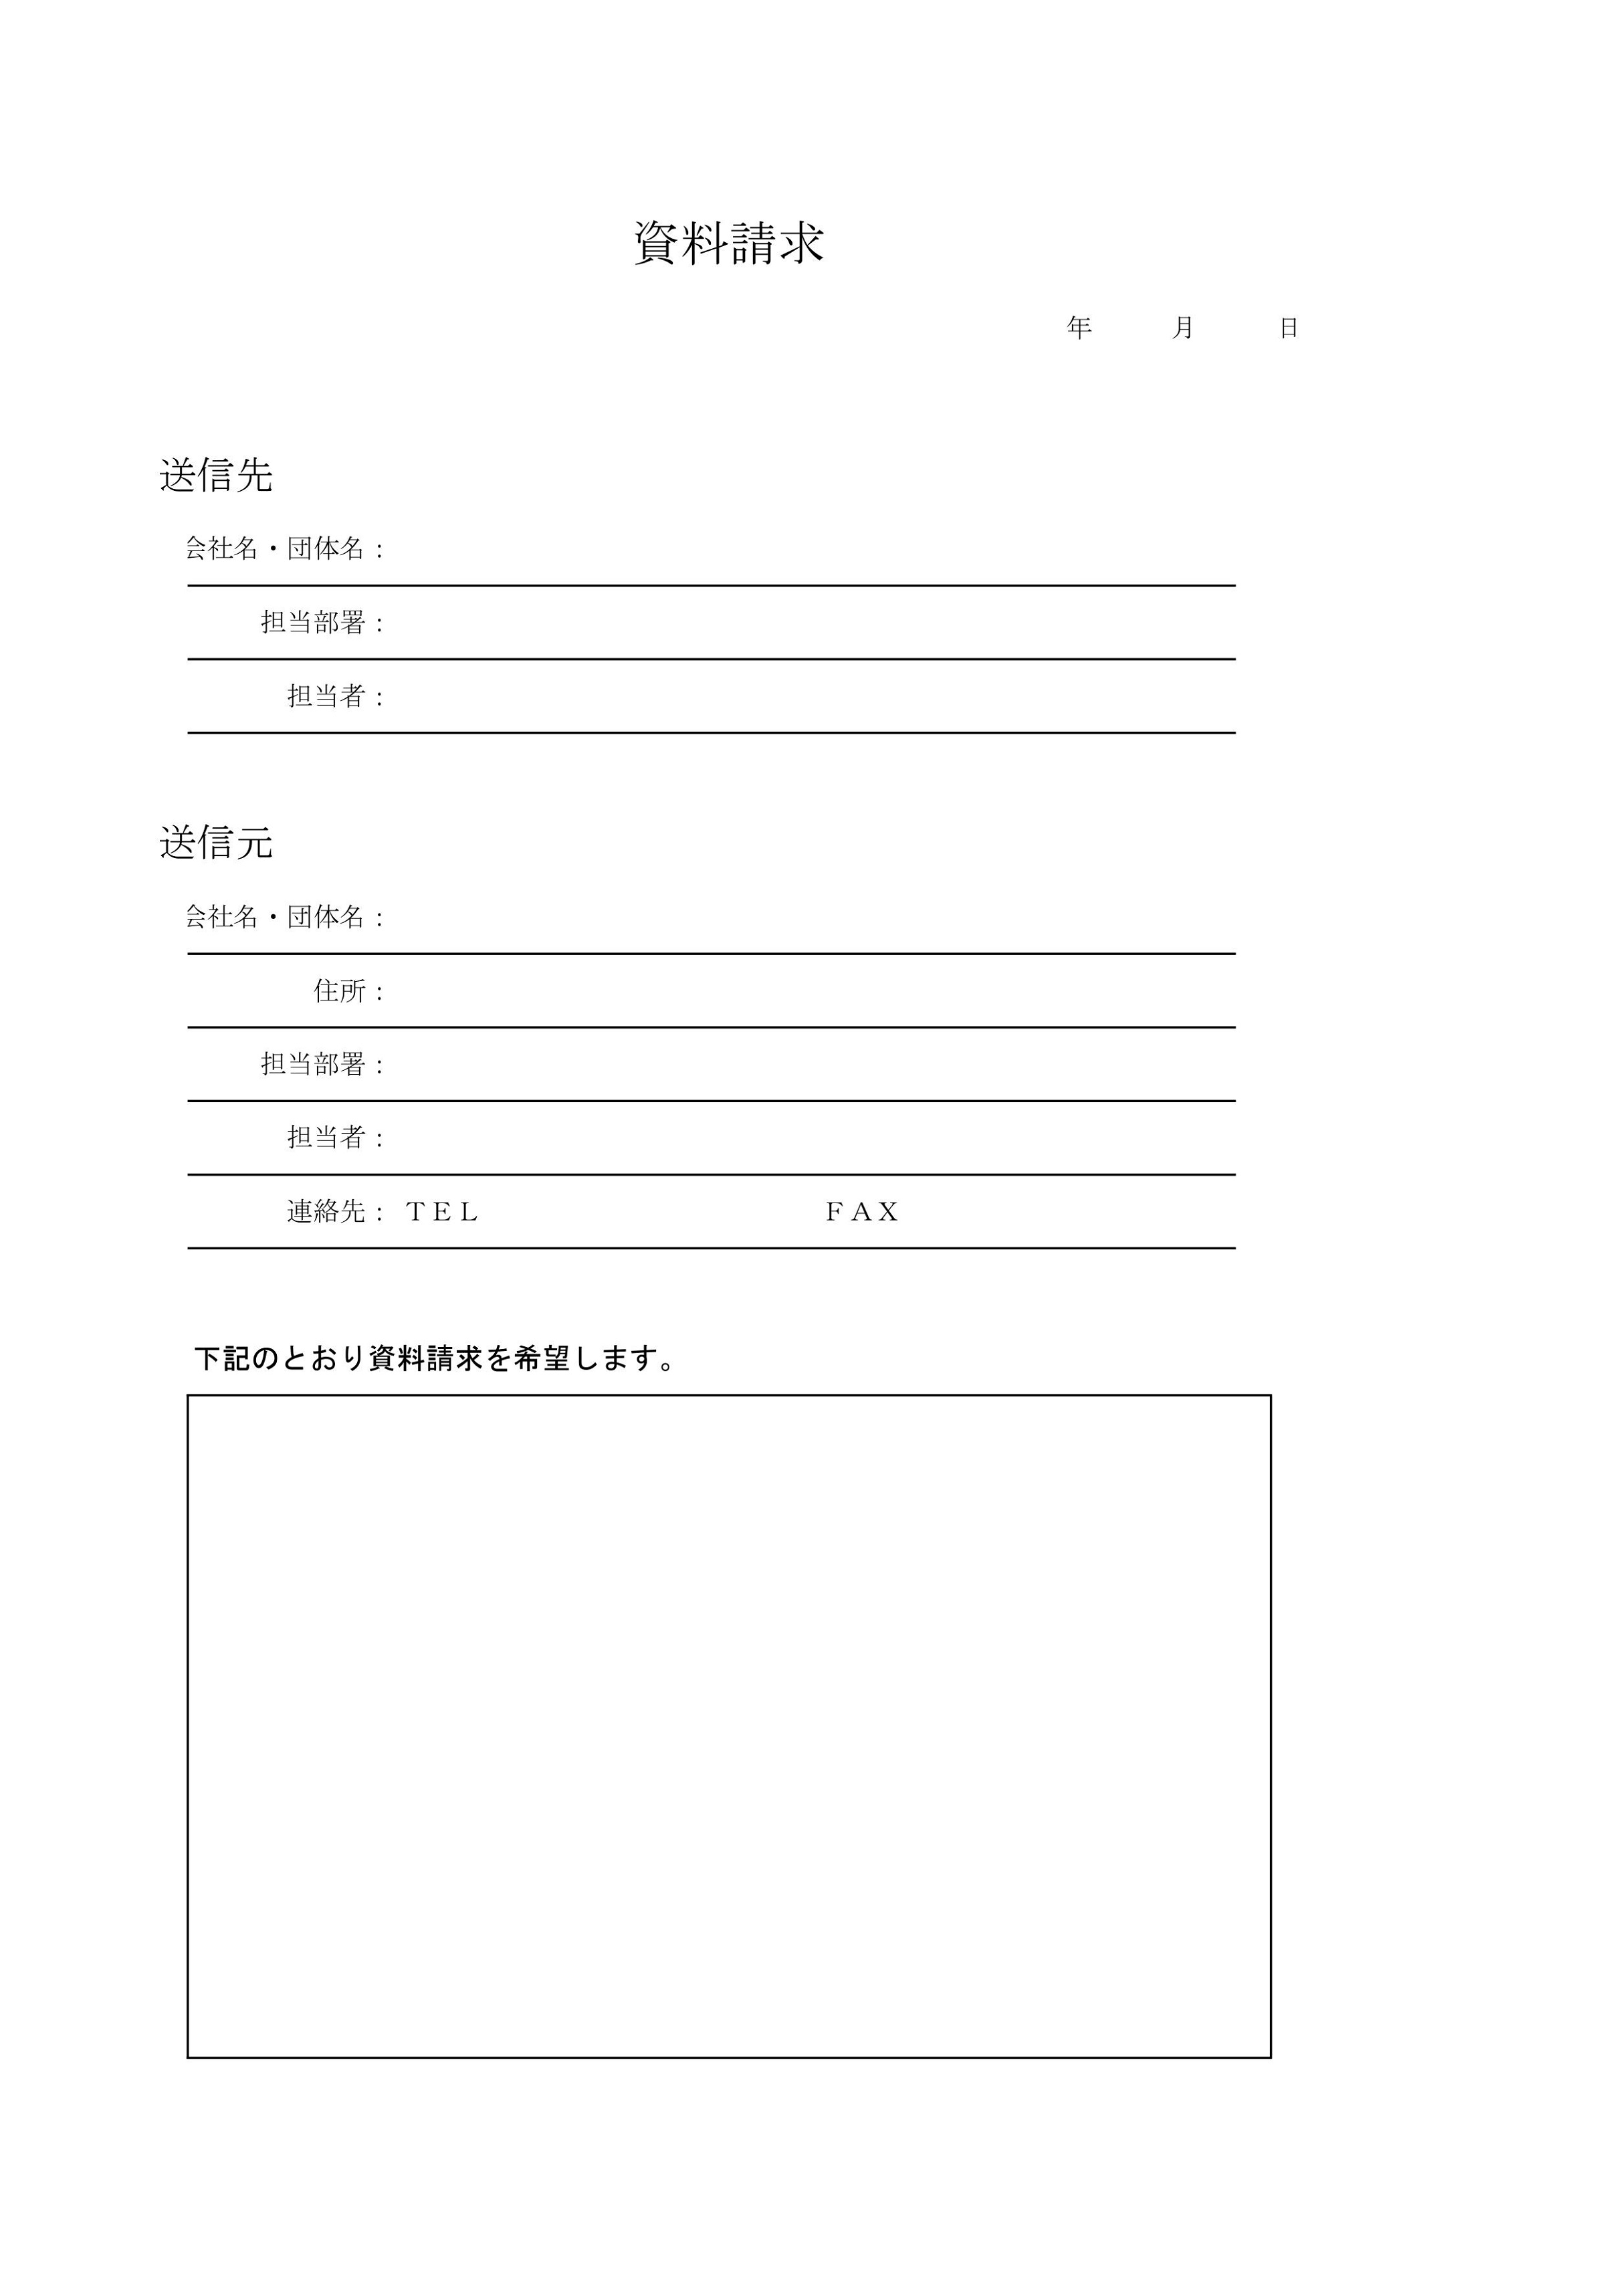 資料請求
年　月　日
送信先
会社名・団体名：
担当部署：
担当者：
送信元
会社名・団体名：
住所：
担当部署：
担当者：
連絡先：ＴＥＬ　ＦＡＸ
下記のとおり資料請求を希望します。